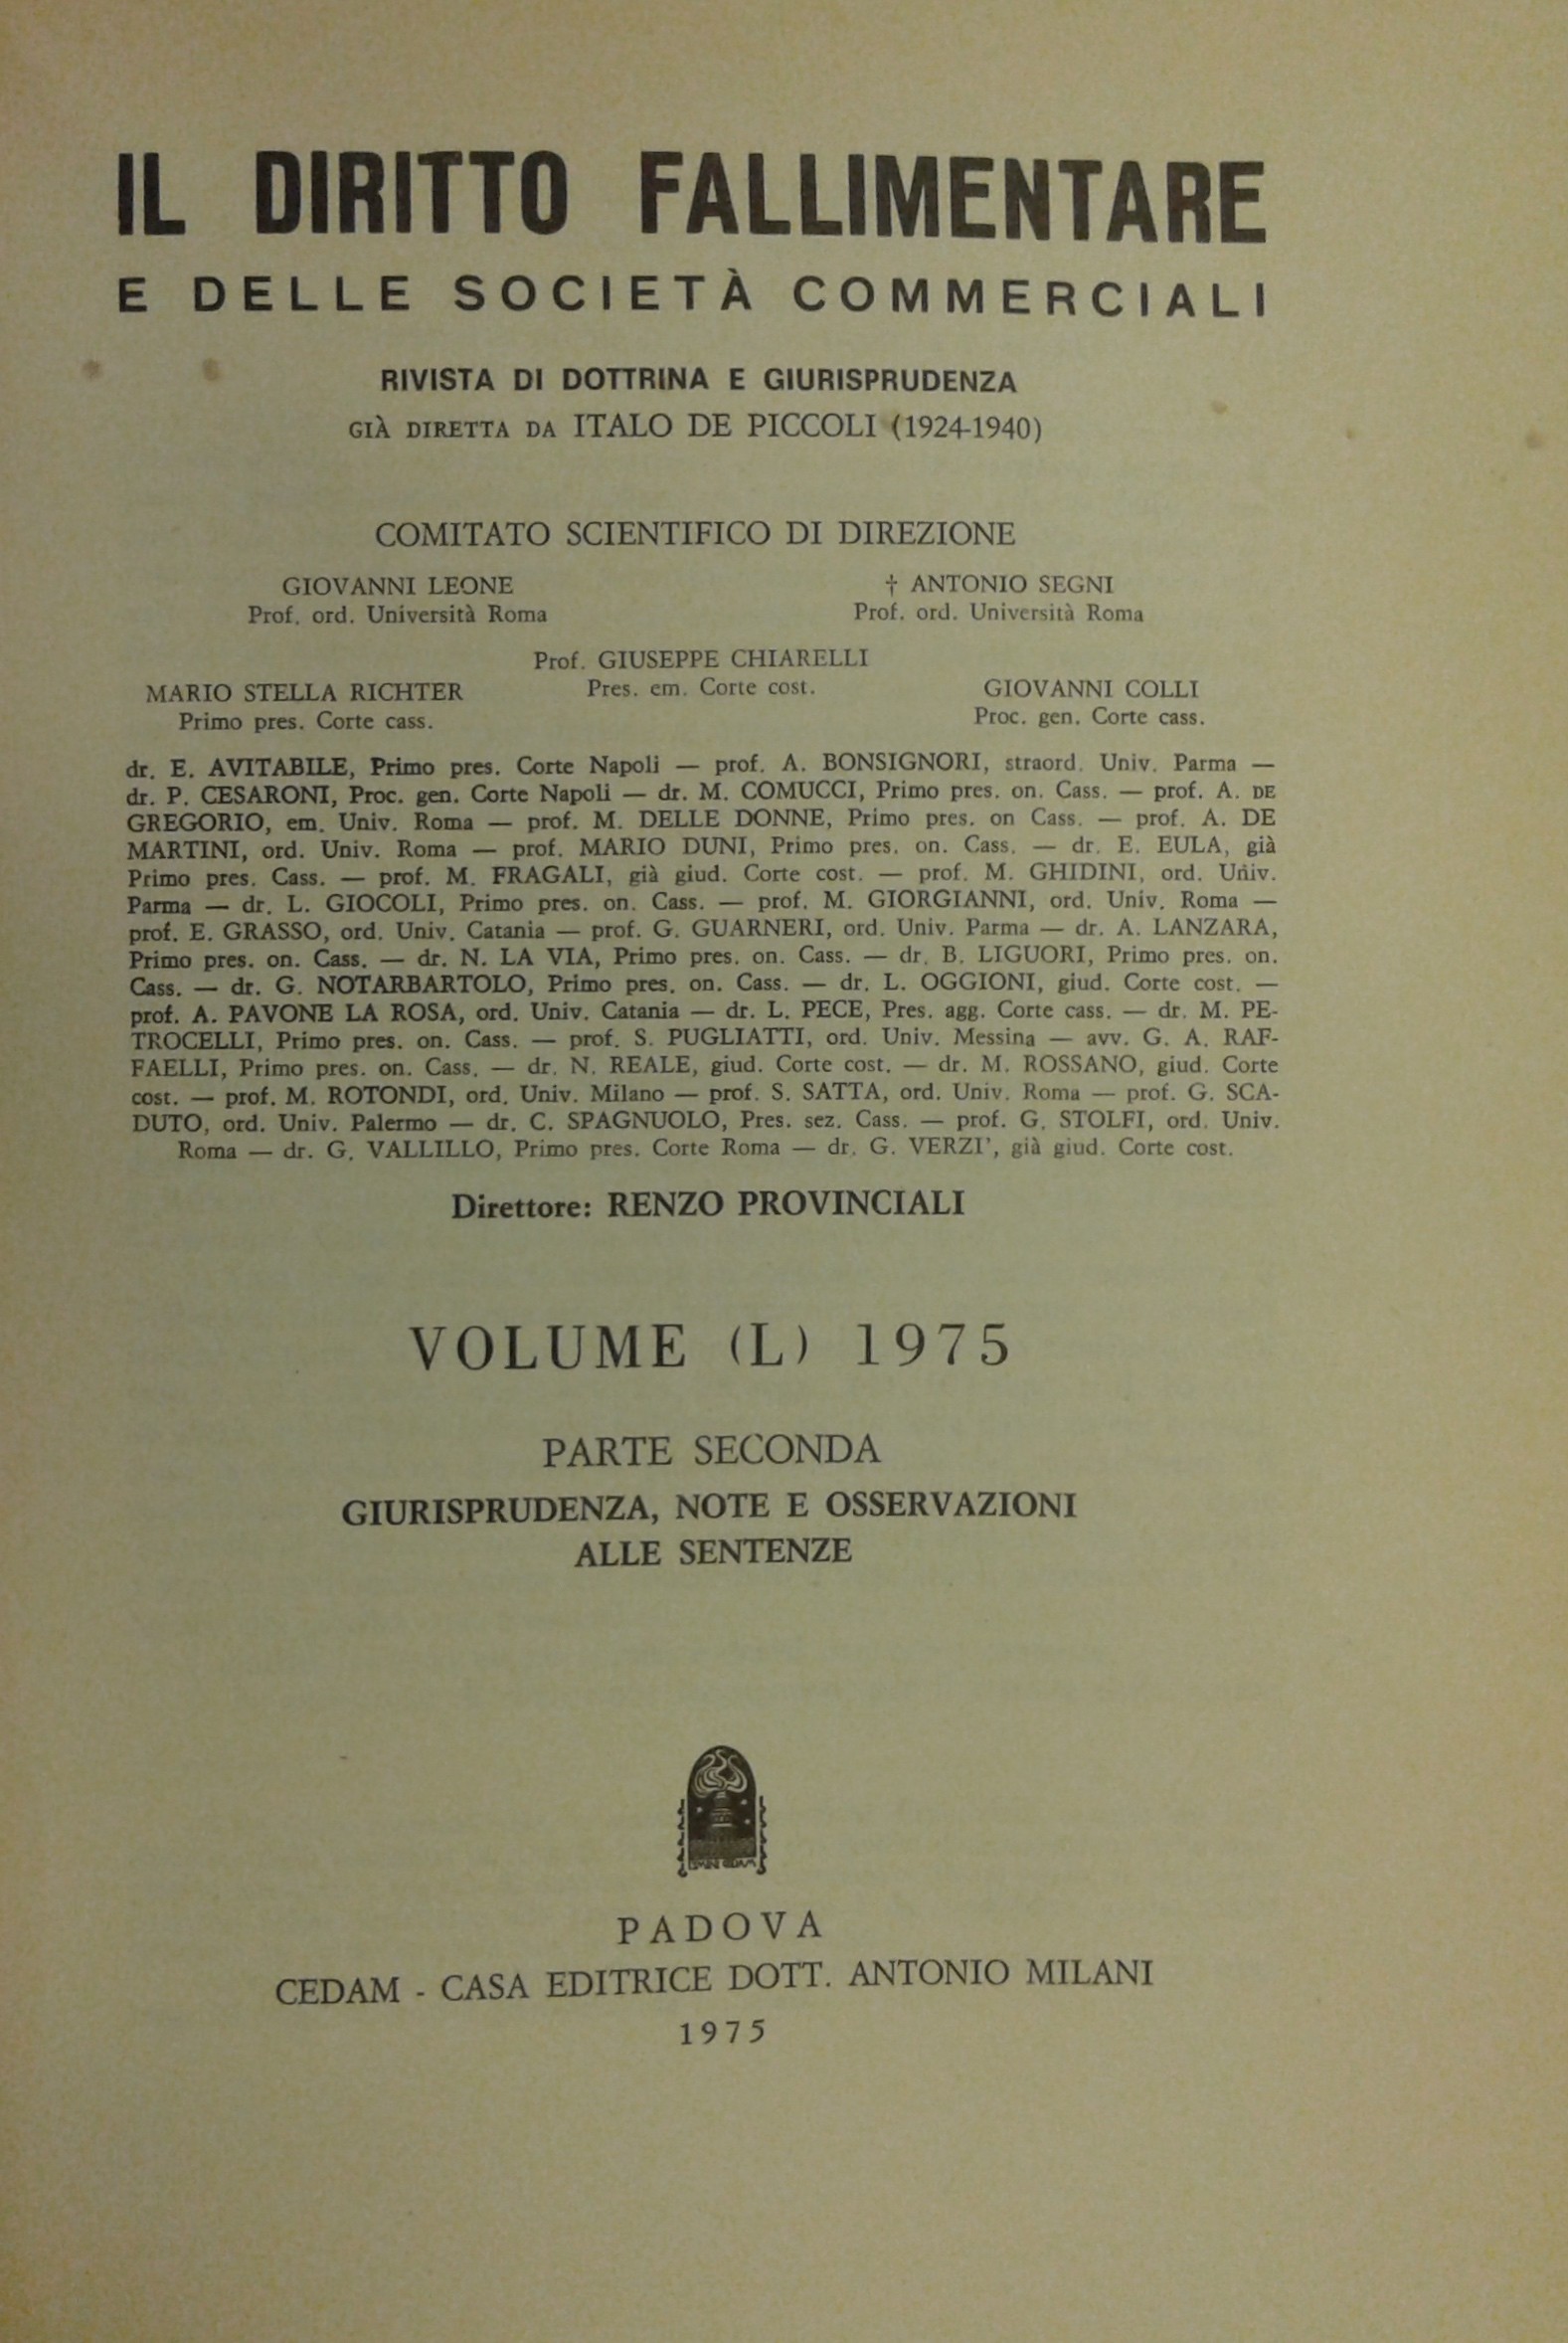 IL DIRITTO FALLIMENTARE
E DELLE SOCIETÀ COMMERCIALI
RIVISTA DI DOTTRINA E GIURISPRUDENZA
GIÀ DIRETTA DA ITALO DE PICCOLI (1924-1940)
COMITATO SCIENTIFICO DI DIREZIONE
GIOVANNI LEONE
Prof. ord. Università Roma
† ANTONIO SEGNI
Prof. ord. Università Roma
Prof. GIUSEPPE CHIARELLI
Pres. em. Corte cost.
MARIO STELLA RICHTER
Primo pres. Corte cass.
GIOVANNI COLLI
Proc. gen. Corte cass.
dr. E. AVITABILE, Primo pres. Corte Napoli — prof. A. BONSIGNORI, straord. Univ. Parma —
dr. P. CESARONI, Proc. gen. Corte Napoli — dr. M. COMUCCI, Primo pres. on. Cass. — prof. A. DE
GREGORIO, em. Univ. Roma — prof. M. DELLE DONNE, Primo pres. on Cass. — prof. A. DE
MARTINI, ord. Univ. Roma — prof. MARIO DUNI, Primo pres. on. Cass. — dr. E. EULA, già
Primo pres. Cass. — prof. M. FRAGALI, già giud. Corte cost. — prof. M. GHIDINI, ord. Univ.
Parma — dr. L. GIOCOLI, Primo pres. on. Cass. — prof. M. GIORGIANNI, ord. Univ. Roma —
prof. E. GRASSO, ord. Univ. Catania — prof. G. GUARNERI, ord. Univ. Parma — dr. A. LANZARA,
Primo pres. on. Cass. — dr. N. LA VIA, Primo pres. on. Cass. — dr. B. LIGUORI, Primo pres. on.
Cass. — dr. G. NOTARBARTOLO, Primo pres. on. Cass. — dr. L. OGGIONI, giud. Corte cost. —
prof. A. PAVONE LA ROSA, ord. Univ. Catania — dr. L. PECE, Pres. agg. Corte cass. — dr. M. PE-
TROCELLI, Primo pres. on. Cass. — prof. S. PUGLIATTI, ord. Univ. Messina — avv. G. A. RAF-
FAELLI, Primo pres. on. Cass. — dr. N. REALE, giud. Corte cost. — dr. M. ROSSANO, giud. Corte
cost. — prof. M. ROTONDI, ord. Univ. Milano — prof. S. SATTA, ord. Univ. Roma — prof. G. SCA-
DUTO, ord. Univ. Palermo — dr. C. SPAGNUOLO, Pres. sez. Cass. — prof. G. STOLFI, ord. Univ.
Roma — dr. G. VALLILLO, Primo pres. Corte Roma — dr. G. VERZI', già giud. Corte cost.
Direttore: RENZO PROVINCIALI
VOLUME (L) 1975
PARTE SECONDA
GIURISPRUDENZA, NOTE E OSSERVAZIONI
ALLE SENTENZE
PADOVA
CEDAM - CASA EDITRICE DOTT. ANTONIO MILANI
1975